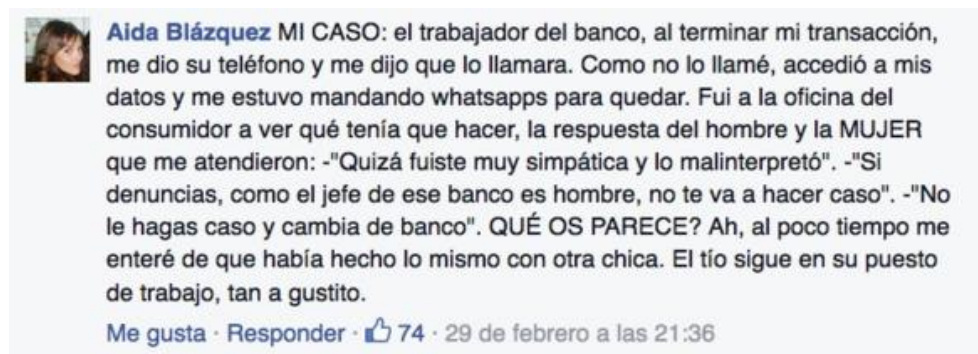 Aida Blázquez MI CASO: el trabajador del banco, al terminar mi transacción,
me dio su teléfono y me dijo que lo llamara. Como no lo llamé, accedió a mis
datos y me estuvo mandando whatsapps para quedar. Fui a la oficina del
consumidor a ver qué tenía que hacer, la respuesta del hombre y la MUJER
que me atendieron: -"Quizá fuiste muy simpática y lo malinterpretó". -"Si
denuncias, como el jefe de ese banco es hombre, no te va a hacer caso". -"No
le hagas caso y cambia de banco". QUÉ OS PARECE? Ah, al poco tiempo me
enteré de que había hecho lo mismo con otra chica. El tío sigue en su puesto
de trabajo, tan a gustito.
Me gusta · Responder · 74 · 29 de febrero a las 21:36